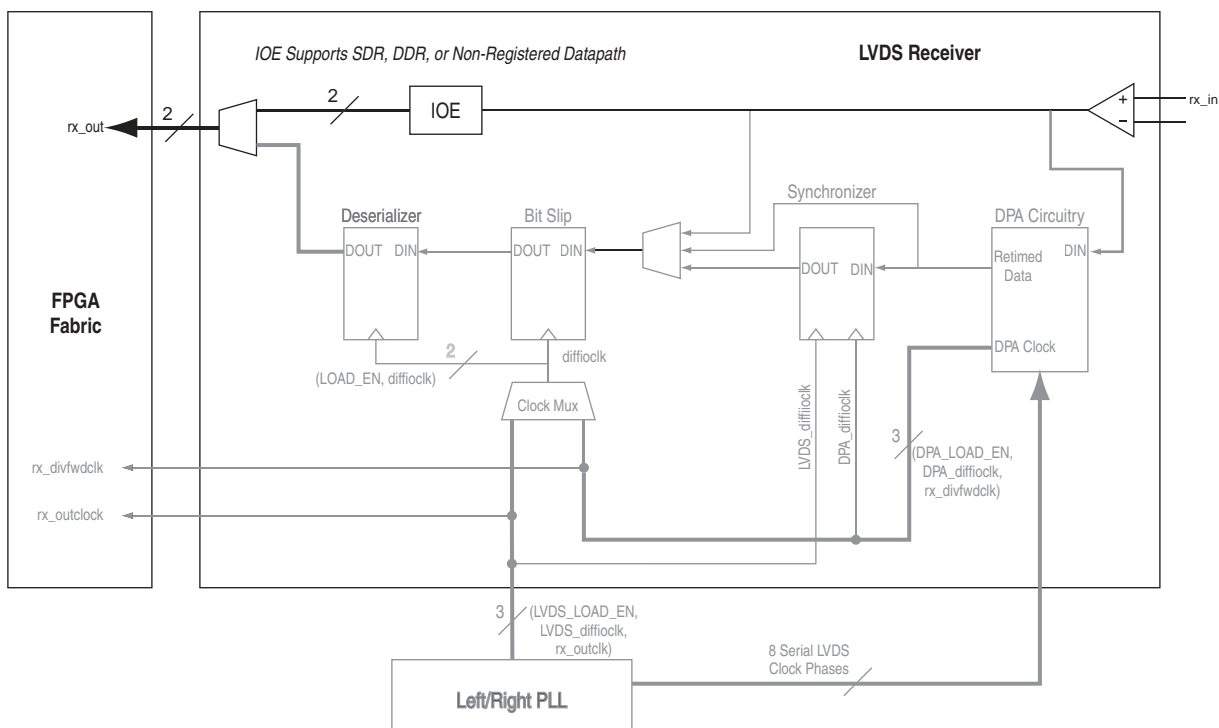 IOE Supports SDR, DDR, or Non-Registered Datapath
LVDS Receiver
2
2
IOE
+
–
rx_in
rx_out
Synchronizer
Deserializer
Bit Slip
DPA Circuitry
DOUT DIN
DOUT DIN
DOUT DIN
Retimed
Data
DIN
FPGA
Fabric
2
diffioclk
DPA Clock
(LOAD_EN, diffioclk)
Clock Mux
LVDS_diffiioclk
DPA_diffioclk
3
(DPA_LOAD_EN,
DPA_diffioclk,
rx_divfwdclk)
rx_divfwdclk
rx_outclock
3
(LVDS_LOAD_EN,
LVDS_diffioclk,
rx_outclk)
8 Serial LVDS
Clock Phases
Left/Right PLL